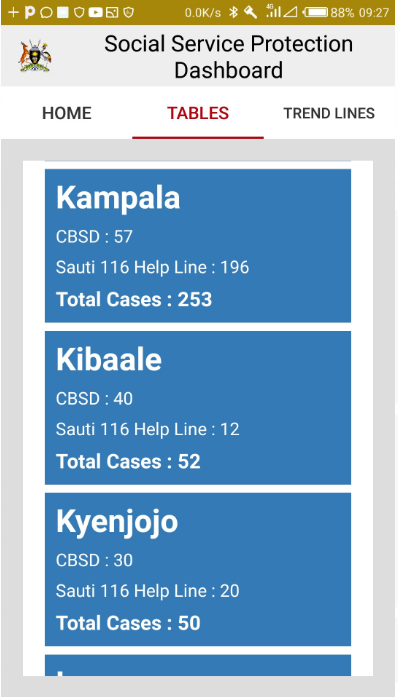 0.0K/s 4G 88% 09:27
Social Service Protection
Dashboard
HOME TABLES TREND LINES
Kampala
CBSD : 57
Sauti 116 Help Line : 196
Total Cases : 253
Kibaale
CBSD : 40
Sauti 116 Help Line : 12
Total Cases : 52
Kyenjojo
CBSD : 30
Sauti 116 Help Line : 20
Total Cases : 50